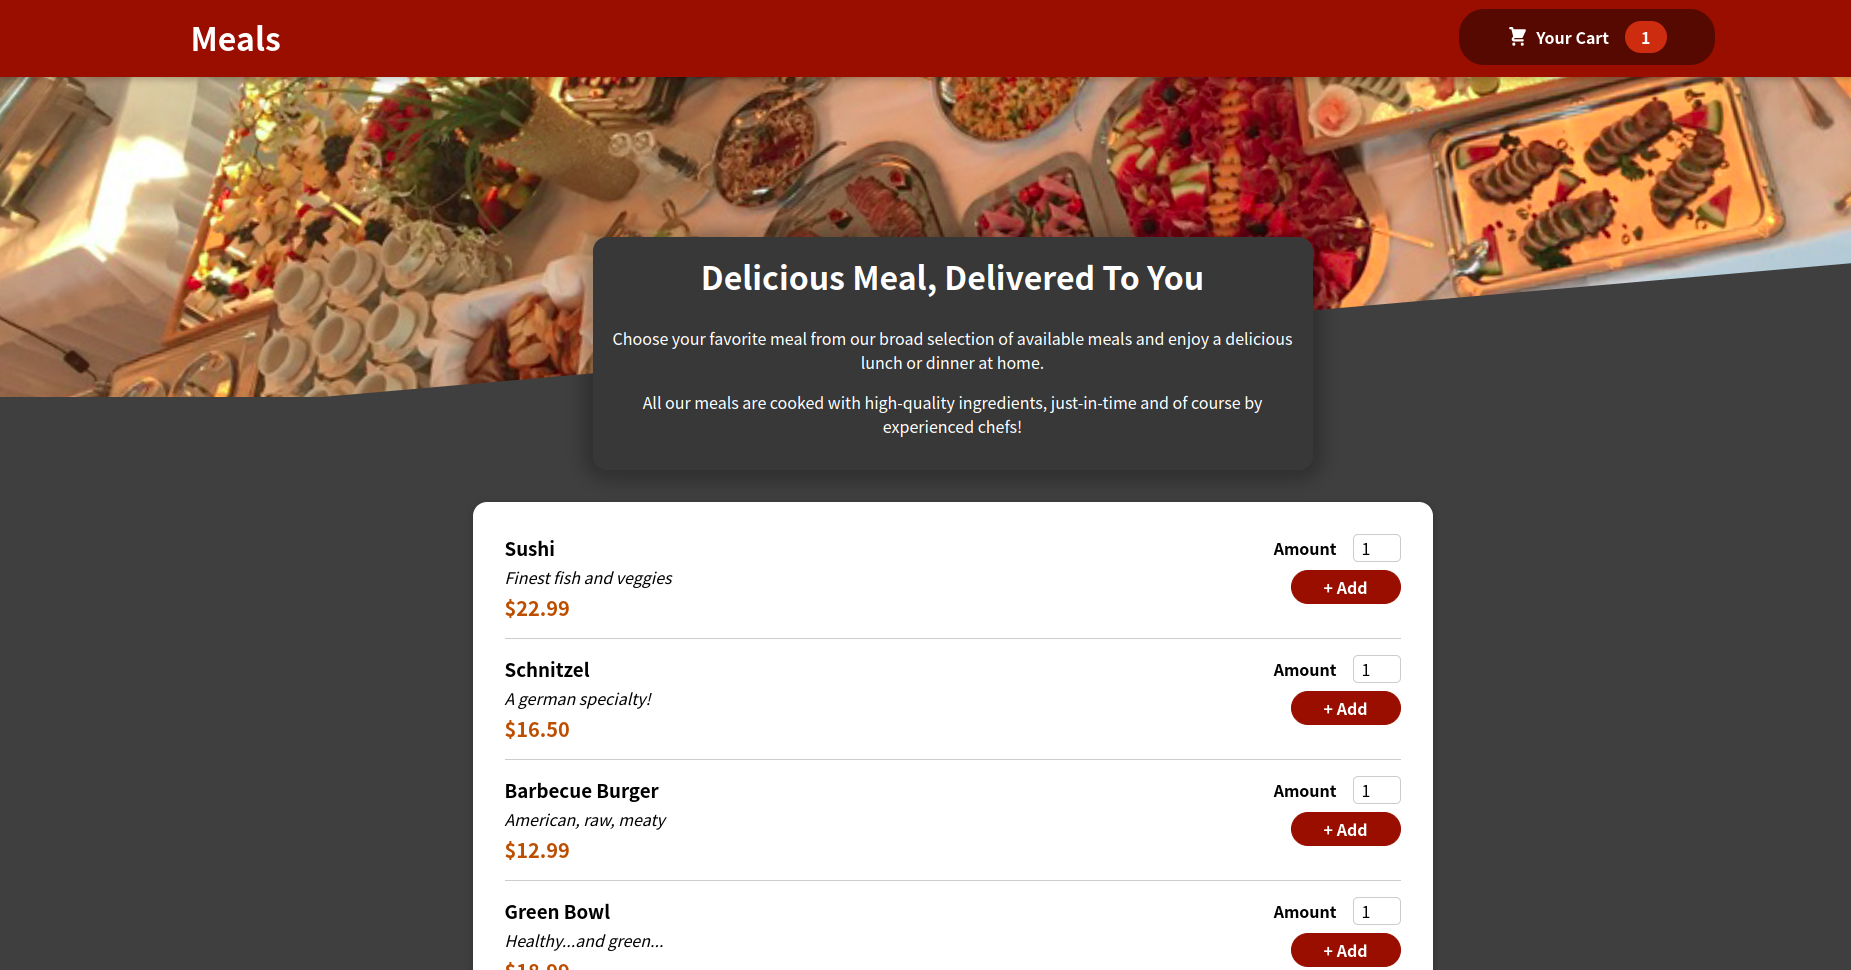 Meals
Your Cart 1
Delicious Meal, Delivered To You
Choose your favorite meal from our broad selection of available meals and enjoy a delicious
lunch or dinner at home.
All our meals are cooked with high-quality ingredients, just-in-time and of course by
experienced chefs!
Sushi
Amount 1
Finest fish and veggies
+ Add
$22.99
Schnitzel
Amount 1
A german specialty!
+ Add
$16.50
Barbecue Burger
Amount 1
American, raw, meaty
+ Add
$12.99
Green Bowl
Amount 1
Healthy...and green...
+ Add
$18.99